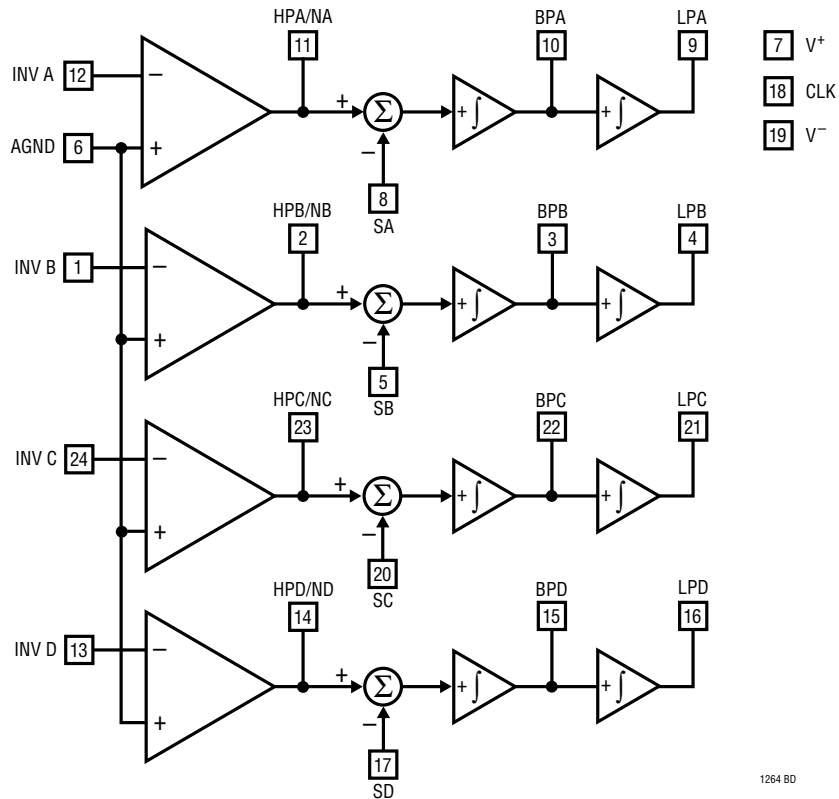 HPA/NA
BPA
LPA
11
10
9
7 V+
INV A 12
−
18 CLK
+
Σ
+ ∫
+ ∫
AGND 6
+
19 V−
−
8
SA
HPB/NB
BPB
LPB
2
3
4
INV B 1
−
+
Σ
+ ∫
+ ∫
+
−
5
SB
HPC/NC
BPC
LPC
23
22
21
INV C 24
−
+
Σ
+ ∫
+ ∫
+
−
20
SC
HPD/ND
BPD
LPD
14
15
16
INV D 13
−
+
Σ
+ ∫
+ ∫
+
−
17
SD
1264 BD